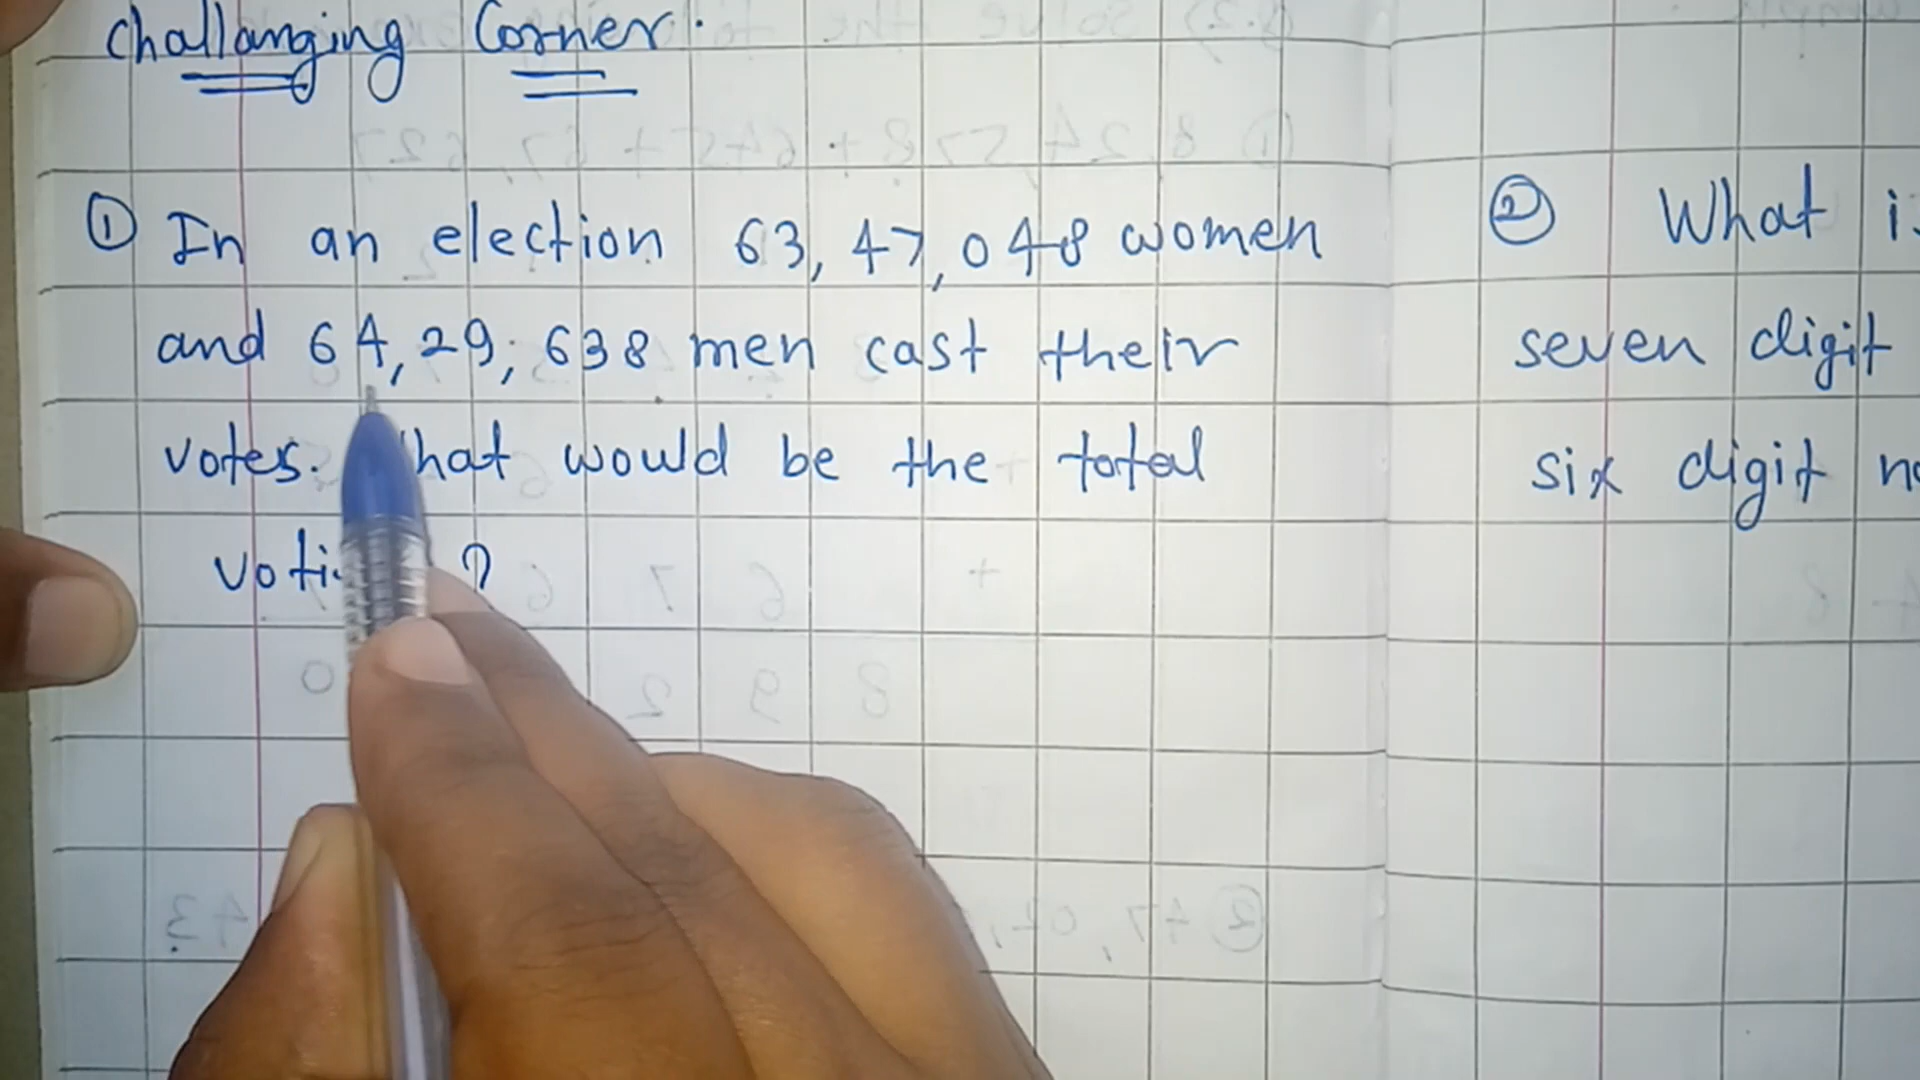 Challanging Corner.
① In an election 63,47,048 women
and 64,29,638 men cast their
votes. hat would be the total
voti ?
② What i
seven digit
six digit n